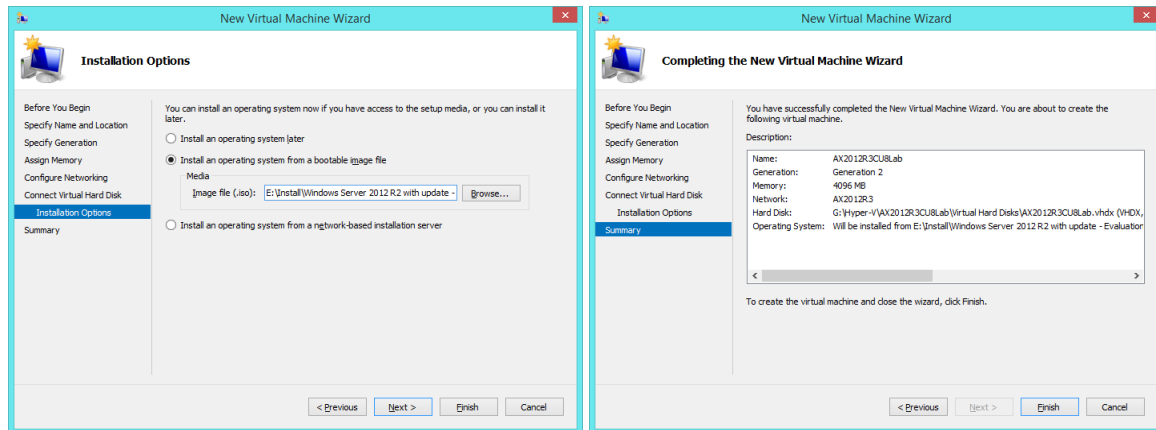 New Virtual Machine Wizard
Installation Options
Before You Begin
Specify Name and Location
Specify Generation
Assign Memory
Configure Networking
Connect Virtual Hard Disk
Installation Options
Summary
You can install an operating system now if you have access to the setup media, or you can install it
later.
Install an operating system later
Install an operating system from a bootable image file
Media
Image file (.iso): E:\Install\Windows Server 2012 R2 with update - Browse...
Install an operating system from a network-based installation server
< Previous Next > Finish Cancel
New Virtual Machine Wizard
Completing the New Virtual Machine Wizard
Before You Begin
Specify Name and Location
Specify Generation
Assign Memory
Configure Networking
Connect Virtual Hard Disk
Installation Options
Summary
You have successfully completed the New Virtual Machine Wizard. You are about to create the
following virtual machine.
Description:
Name: AX2012R3CU8Lab
Generation: Generation 2
Memory: 4096 MB
Network: AX2012R3
Hard Disk: G:\Hyper-V\AX2012R3CU8Lab\Virtual Hard Disks\AX2012R3CU8Lab.vhdx (VHDX,
Operating System: Will be installed from E:\Install\Windows Server 2012 R2 with update - Evaluation
To create the virtual machine and close the wizard, click Finish.
< Previous Next > Finish Cancel